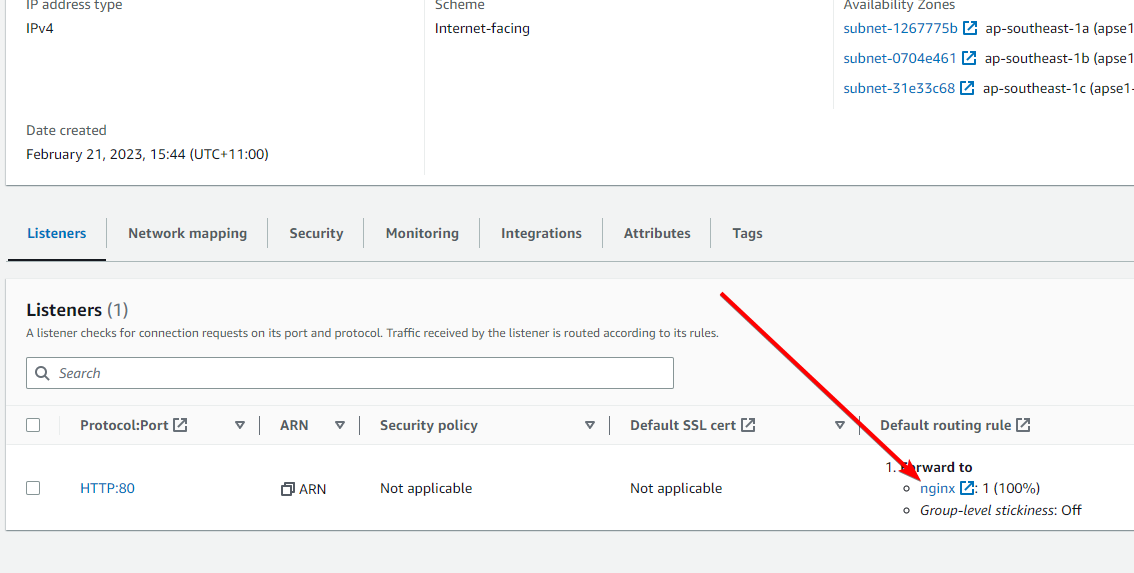 IP address type
IPv4
Scheme
Internet-facing
Availability Zones
subnet-1267775b ap-southeast-1a (apse1
subnet-0704e461 ap-southeast-1b (apse1
subnet-31e33c68 ap-southeast-1c (apse1-
Date created
February 21, 2023, 15:44 (UTC+11:00)
Listeners Network mapping Security Monitoring Integrations Attributes Tags
Listeners (1)
A listener checks for connection requests on its port and protocol. Traffic received by the listener is routed according to its rules.
Search
Protocol:Port ARN Security policy Default SSL cert Default routing rule
HTTP:80 ARN Not applicable Not applicable
1. Forward to
nginx : 1 (100%)
Group-level stickiness: Off